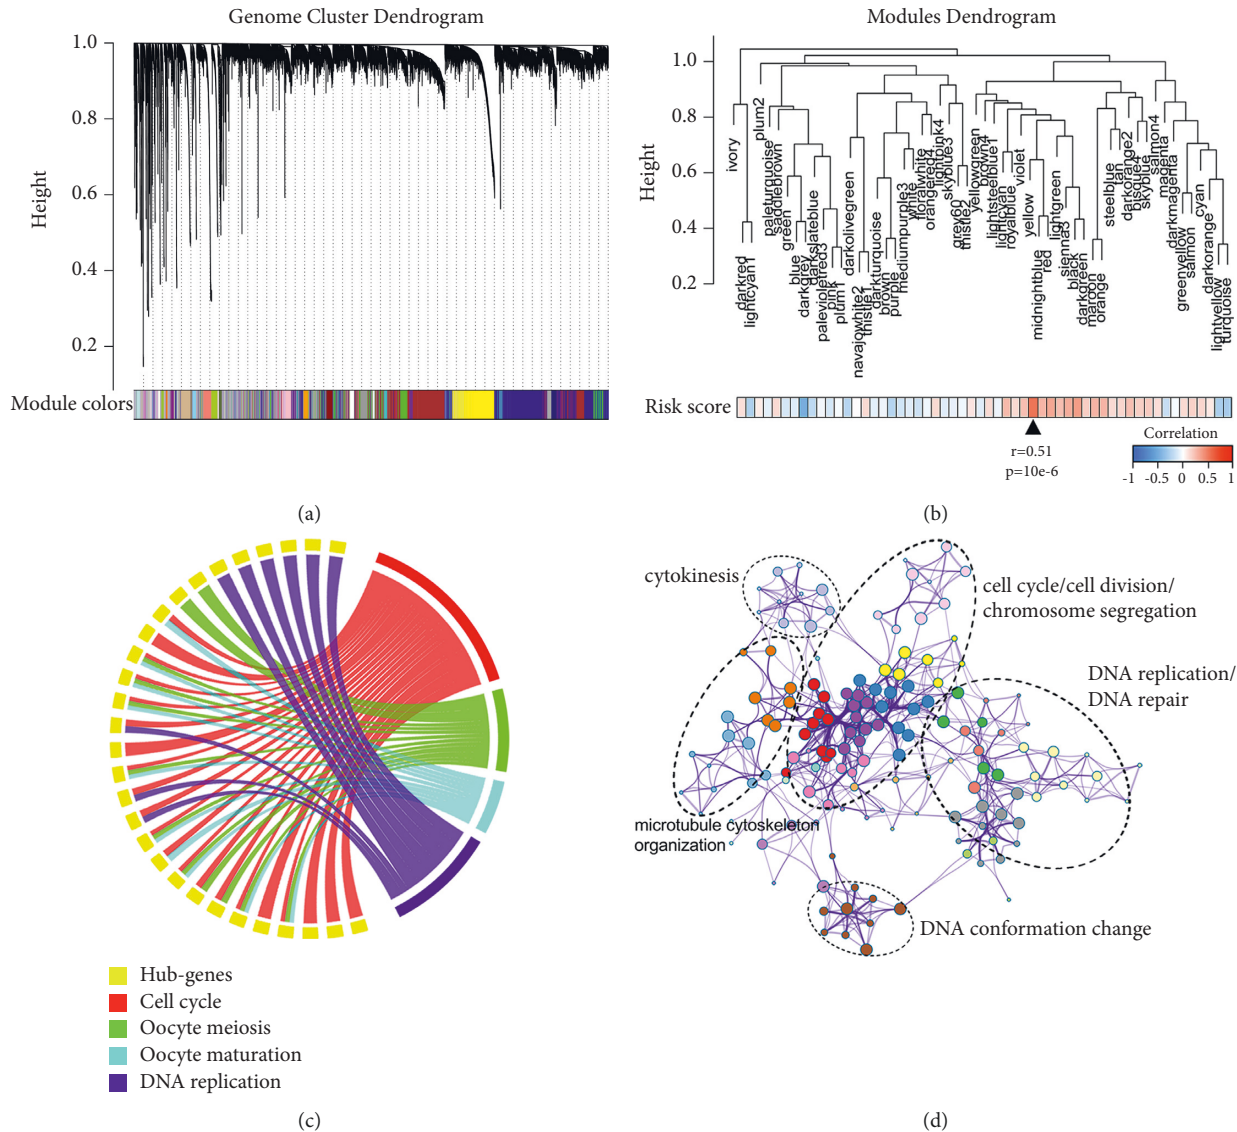 Genome Cluster Dendrogram
Height
1.0
0.8
0.6
0.4
0.2
Module colors
(a)
Modules Dendrogram
Height
1.0
0.8
0.6
0.4
0.2
ivory
darkred
lightcyan1
plum2
paleturquoise
saddlebrown
green
blue
darkgrey
darkslateblue
palevioletred3
pink
plum1
darkolivegreen
navajowhite2
thistle1
darkturquoise
brown
purple
mediumpurple3
white
floralwhite
orangered4
lightpink4
skyblue3
grey60
thistle2
yellowgreen
brown4
lightsteelblue1
lightcyan
royalblue
violet
yellow
midnightblue
red
lightgreen
sienna3
black
darkgreen
maroon
orange
steelblue
tan
darkorange2
bisque4
skyblue
salmon4
magenta
darkmagenta
greenyellow
salmon
cyan
darkorange
lightyellow
turquoise
Risk score
r=0.51
p=10e-6
Correlation
-1 -0.5 0 0.5 1
(b)
Hub-genes
Cell cycle
Oocyte meiosis
Oocyte maturation
DNA replication
(c)
cytokinesis
cell cycle/cell division/
chromosome segregation
DNA replication/
DNA repair
microtubule cytoskeleton
organization
DNA conformation change
(d)